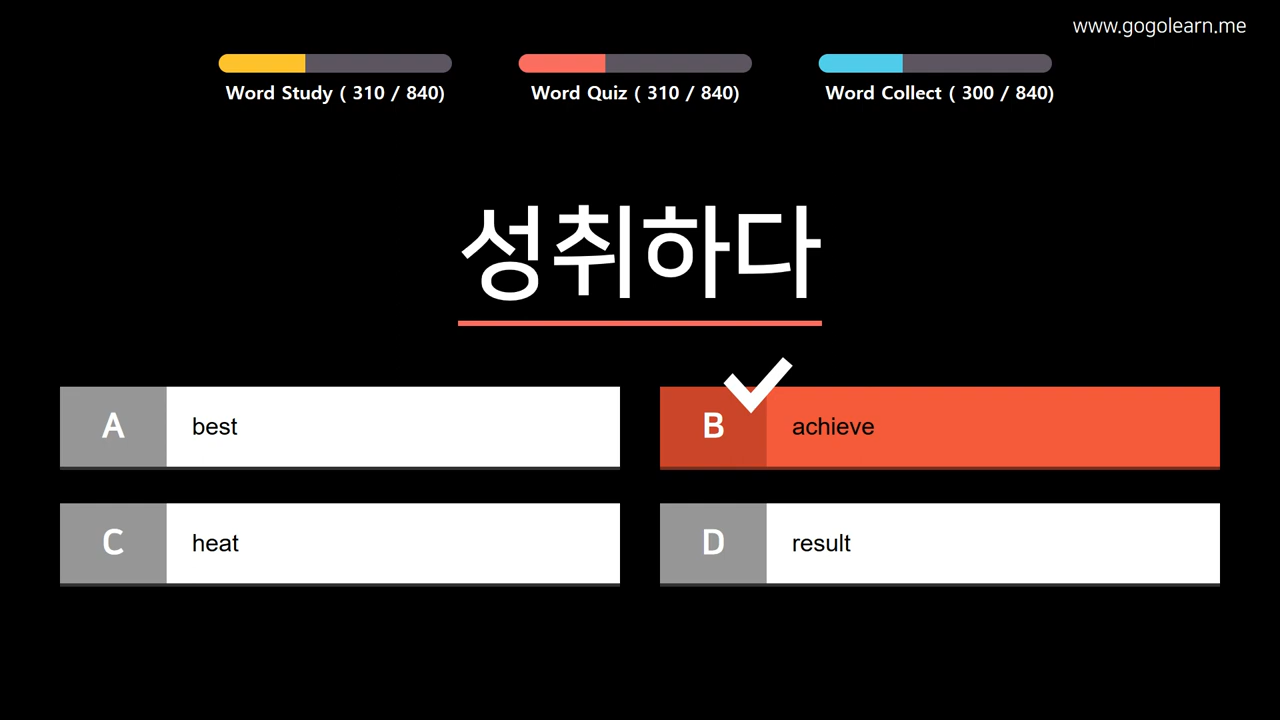 www.gogolearn.me
Word Study ( 310 / 840)
Word Quiz ( 310 / 840)
Word Collect ( 300 / 840)
성취하다
A best
B achieve
C heat
D result